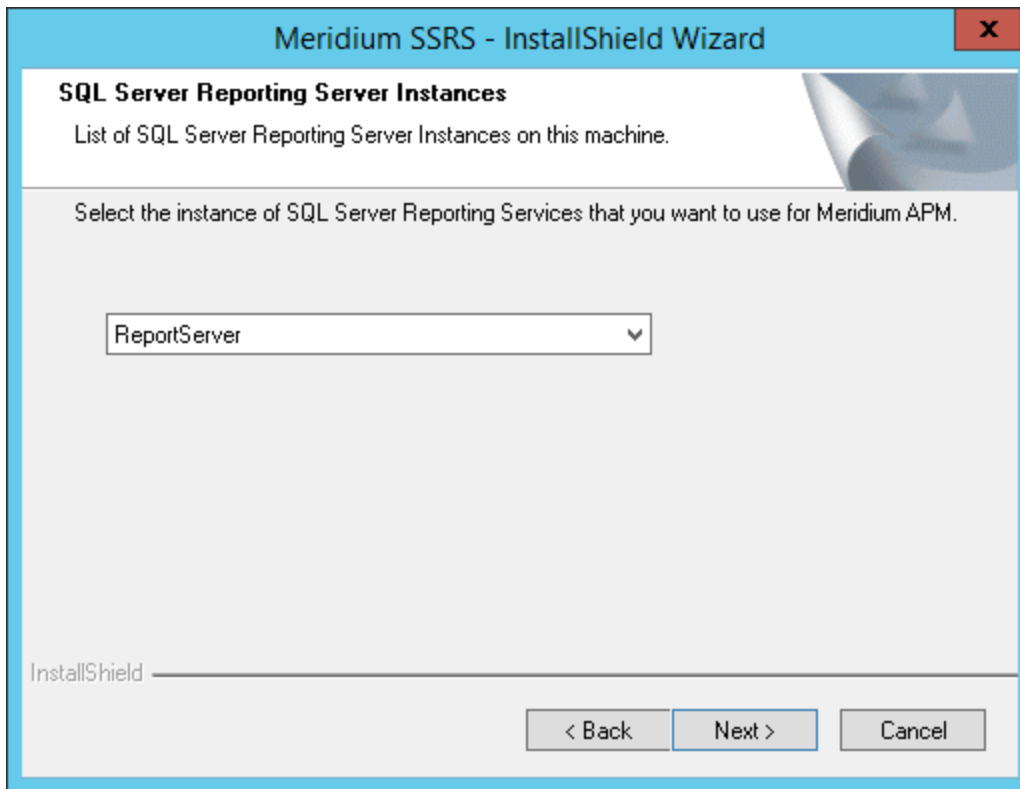 Meridium SSRS - InstallShield Wizard
x
SQL Server Reporting Server Instances
List of SQL Server Reporting Server Instances on this machine.
Select the instance of SQL Server Reporting Services that you want to use for Meridium APM.
ReportServer
InstallShield
< Back Next > Cancel